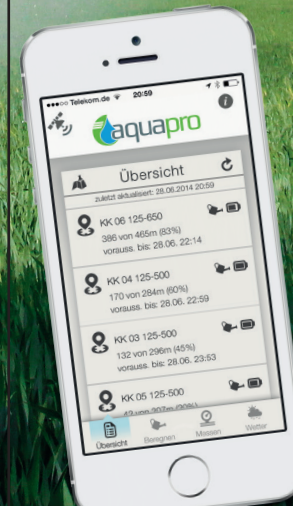 Telekom.de 20:59
aquapro
Übersicht
zuletzt aktualisiert: 28.06.2014 20:59
KK 06 125-650
386 von 465m (83%)
vorauss. bis: 28.06. 22:14
KK 04 125-500
170 von 284m (60%)
vorauss. bis: 28.06. 22:59
KK 03 125-500
132 von 296m (45%)
vorauss. bis: 28.06. 23:53
KK 05 125-500
Übersicht Beregnen Messen Wetter